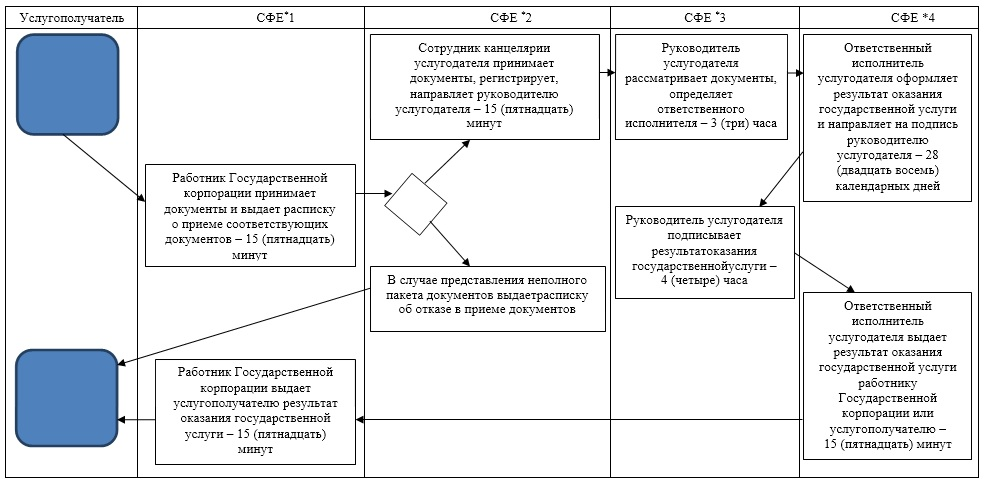 Услугополучатель
СФЕ*1
СФЕ *2
СФЕ *3
СФЕ *4
Сотрудник канцелярии
услугодателя принимает
документы, регистрирует,
направляет руководителю
услугодателя – 15 (пятнадцать)
минут
Руководитель
услугодателя
рассматривает документы,
определяет
ответственного
исполнителя – 3 (три) часа
Ответственный
исполнитель
услугодателя оформляет
результат оказания
государственной услуги
и направляет на подпись
руководителю
услугодателя – 28
(двадцать восемь)
календарных дней
Работник Государственной
корпорации принимает
документы и выдает расписку
о приеме соответствующих
документов – 15 (пятнадцать)
минут
Руководитель услугодателя
подписывает
результатоказания
государственнойуслуги –
4 (четыре) часа
В случае представления неполного
пакета документов выдаетрасписку
об отказе в приеме документов
Ответственный
исполнитель
услугодателя выдает
результат оказания
государственной услуги
работнику
Государственной
корпорации или
услугополучателю –
15 (пятнадцать) минут
Работник Государственной
корпорации выдает
услугополучателю результат
оказания государственной
услуги – 15 (пятнадцать)
минут